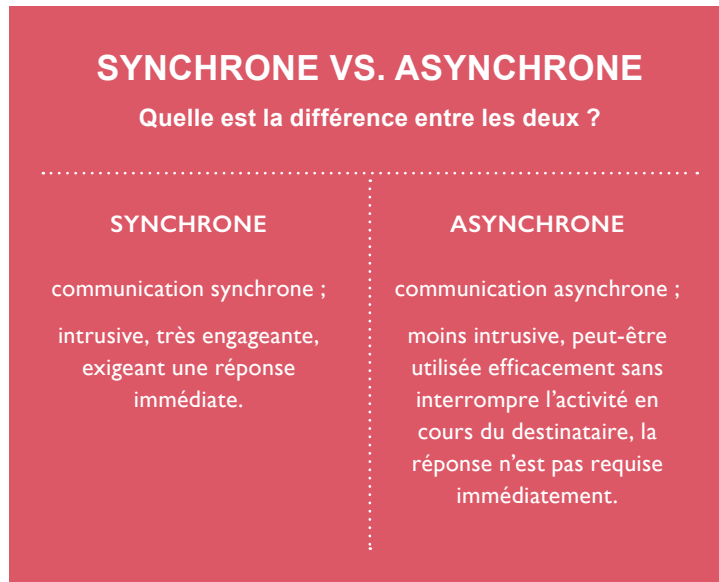 SYNCHRONE VS. ASYNCHRONE
Quelle est la différence entre les deux ?
SYNCHRONE
communication synchrone ;
intrusive, très engageante,
exigeant une réponse
immédiate.
ASYNCHRONE
communication asynchrone ;
moins intrusive, peut-être
utilisée efficacement sans
interrompre l’activité en
cours du destinataire, la
réponse n’est pas requise
immédiatement.